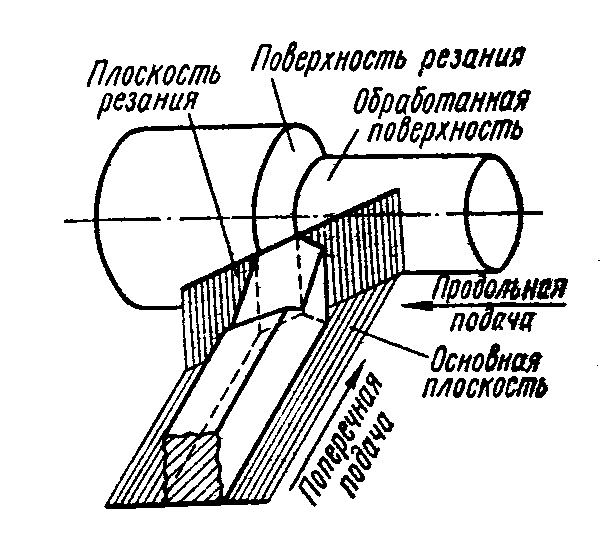 Плоскость
резания
Поверхность резания
Обработанная
поверхность
Продольная
подача
Основная
плоскость
Поперечная
подача